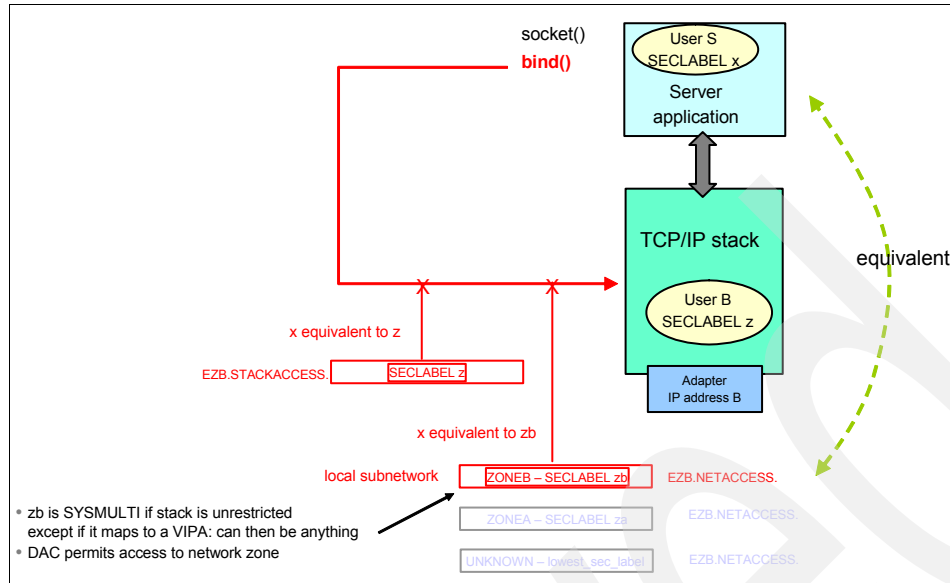 socket()
bind()
User S
SECLABEL x
Server
application
TCP/IP stack
equivalent
User B
SECLABEL z
x equivalent to z
EZB.STACKACCESS.
SECLABEL z
Adapter
IP address B
x equivalent to zb
local subnetwork
ZONEB – SECLABEL zb
EZB.NETACCESS.
• zb is SYSMULTI if stack is unrestricted
except if it maps to a VIPA: can then be anything
• DAC permits access to network zone
ZONEA – SECLABEL za
EZB.NETACCESS.
UNKNOWN – lowest_sec_label
EZB.NETACCESS.